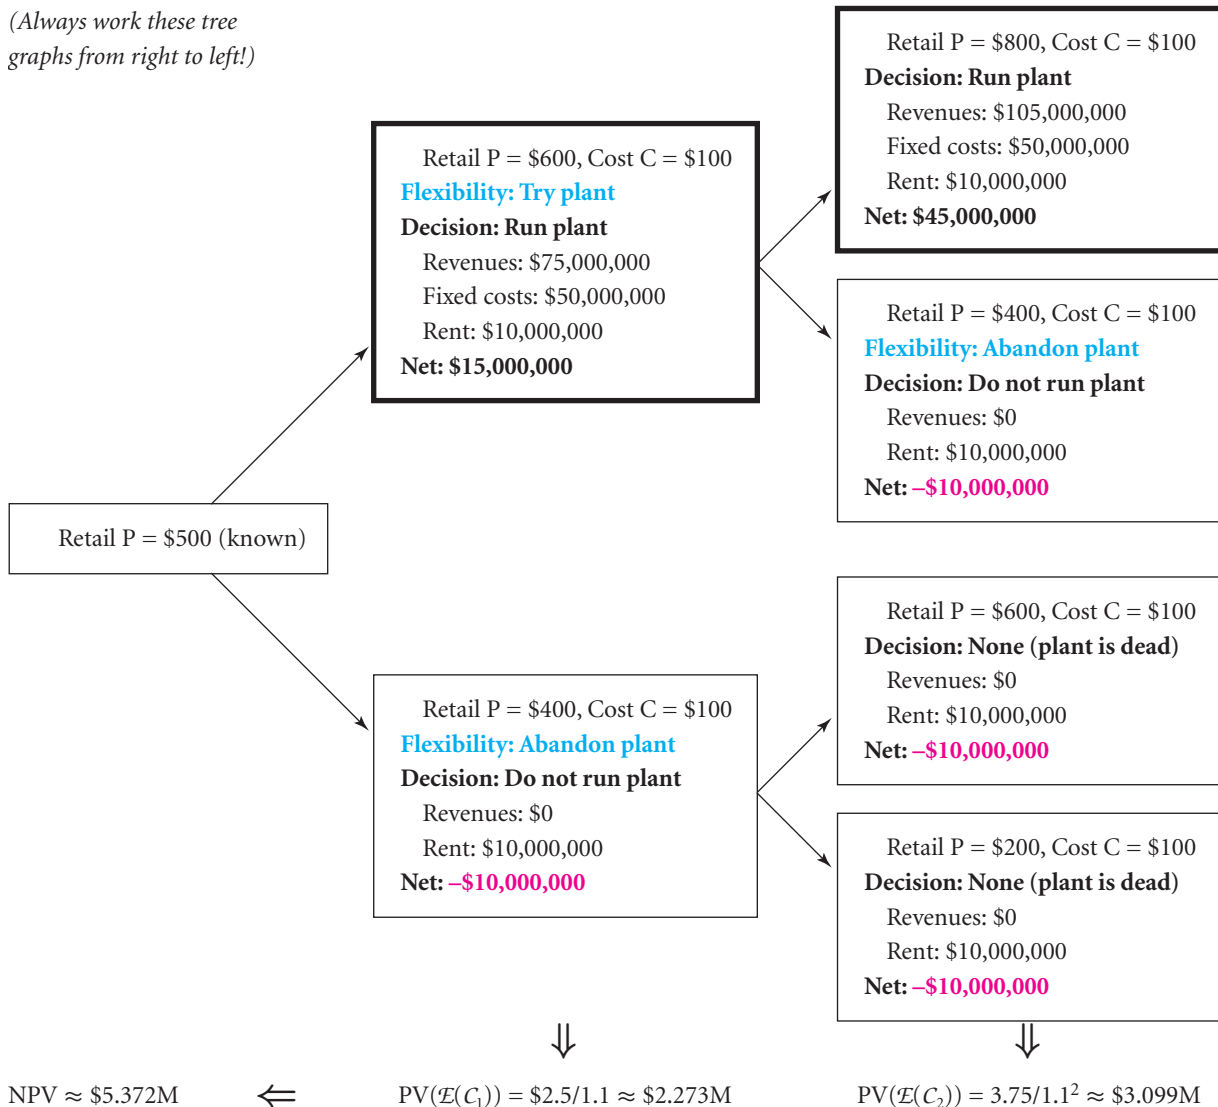 (Always work these tree
graphs from right to left!)
Retail P = $500 (known)
Retail P = $600, Cost C = $100
Flexibility: Try plant
Decision: Run plant
Revenues: $75,000,000
Fixed costs: $50,000,000
Rent: $10,000,000
Net: $15,000,000
Retail P = $400, Cost C = $100
Flexibility: Abandon plant
Decision: Do not run plant
Revenues: $0
Rent: $10,000,000
Net: –$10,000,000
Retail P = $800, Cost C = $100
Decision: Run plant
Revenues: $105,000,000
Fixed costs: $50,000,000
Rent: $10,000,000
Net: $45,000,000
Retail P = $400, Cost C = $100
Flexibility: Abandon plant
Decision: Do not run plant
Revenues: $0
Rent: $10,000,000
Net: –$10,000,000
Retail P = $600, Cost C = $100
Decision: None (plant is dead)
Revenues: $0
Rent: $10,000,000
Net: –$10,000,000
Retail P = $200, Cost C = $100
Decision: None (plant is dead)
Revenues: $0
Rent: $10,000,000
Net: –$10,000,000
⇓ ⇓
NPV ≈ $5.372M ⇐ PV(ℰ(𝒞₁)) = $2.5/1.1 ≈ $2.273M PV(ℰ(𝒞₂)) = 3.75/1.1² ≈ $3.099M